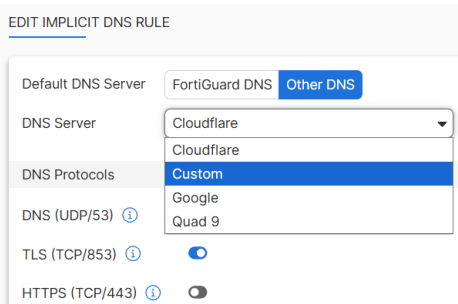 EDIT IMPLICIT DNS RULE
Default DNS Server FortiGuard DNS Other DNS
DNS Server Cloudflare
Cloudflare
DNS Protocols Custom
Google
DNS (UDP/53) Quad 9
TLS (TCP/853)
HTTPS (TCP/443)